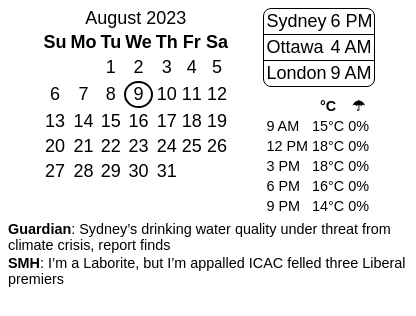 August 2023
Su Mo Tu We Th Fr Sa
1 2 3 4 5
6 7 8 9 10 11 12
13 14 15 16 17 18 19
20 21 22 23 24 25 26
27 28 29 30 31
Sydney 6 PM
Ottawa 4 AM
London 9 AM
°C ☂
9 AM 15°C 0%
12 PM 18°C 0%
3 PM 18°C 0%
6 PM 16°C 0%
9 PM 14°C 0%
Guardian: Sydney's drinking water quality under threat from
climate crisis, report finds
SMH: I'm a Laborite, but I'm appalled ICAC felled three Liberal
premiers